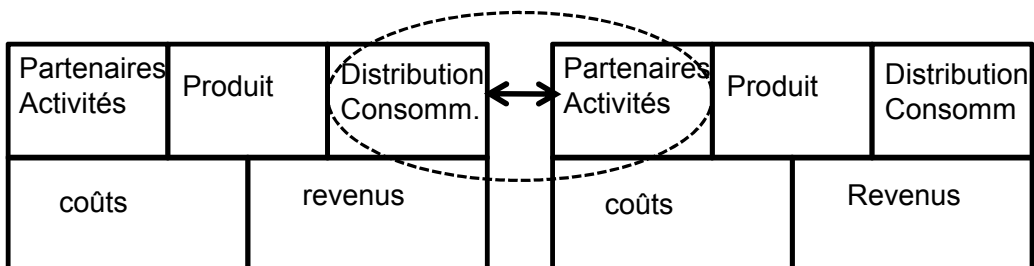 Partenaires
Activités
Produit
Distribution
Consomm.
Partenaires
Activités
Produit
Distribution
Consomm
coûts
revenus
coûts
Revenus